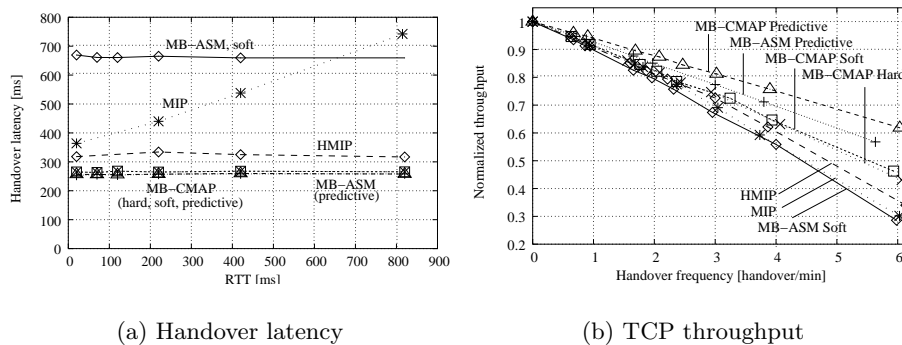 800
700
600
500
400
300
200
100
0
Handover latency [ms]
MB−ASM, soft
MIP
HMIP
MB−CMAP
(hard, soft, predictive)
MB−ASM
(predictive)
0 100 200 300 400 500 600 700 800 900
RTT [ms]
(a) Handover latency
1
0.9
0.8
0.7
0.6
0.5
0.4
0.3
0.2
Normalized throughput
MB−CMAP Predictive
MB−ASM Predictive
MB−CMAP Soft
MB−CMAP Hard
HMIP
MIP
MB−ASM Soft
0 1 2 3 4 5 6
Handover frequency [handover/min]
(b) TCP throughput